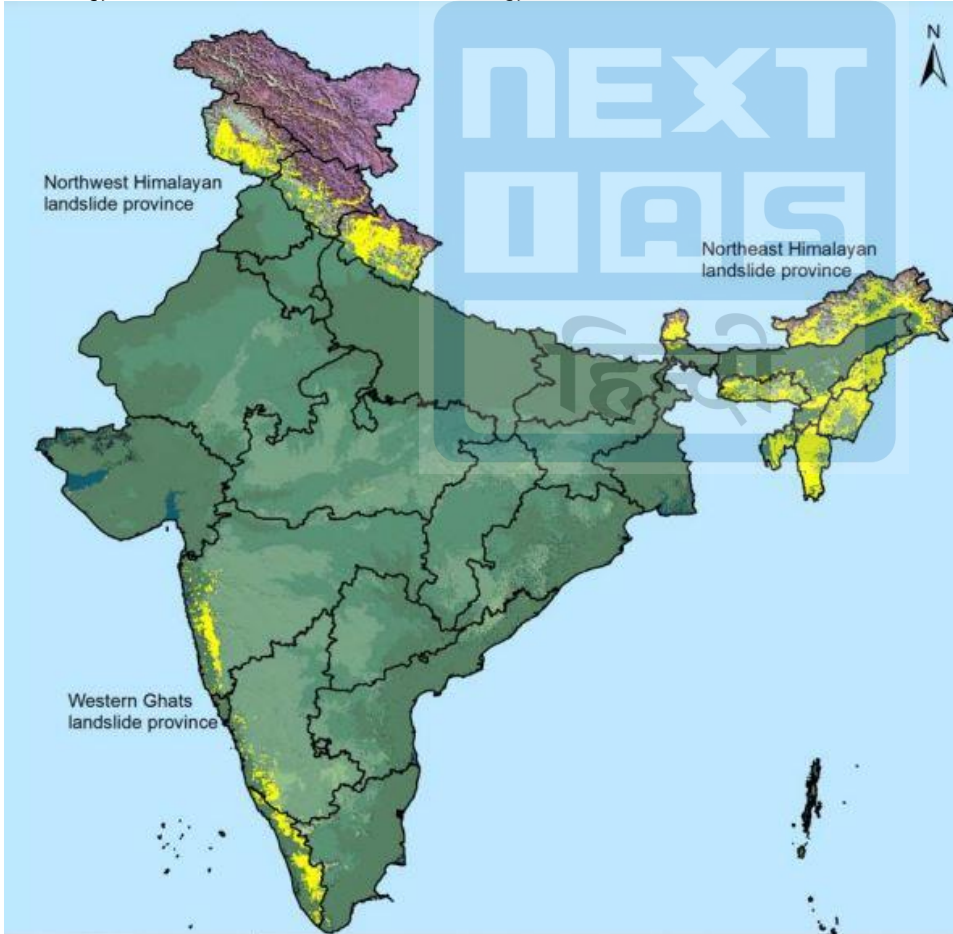 NEXT
IAS
हिन्दी
N
Northwest Himalayan
landslide province
Northeast Himalayan
landslide province
Western Ghats
landslide province